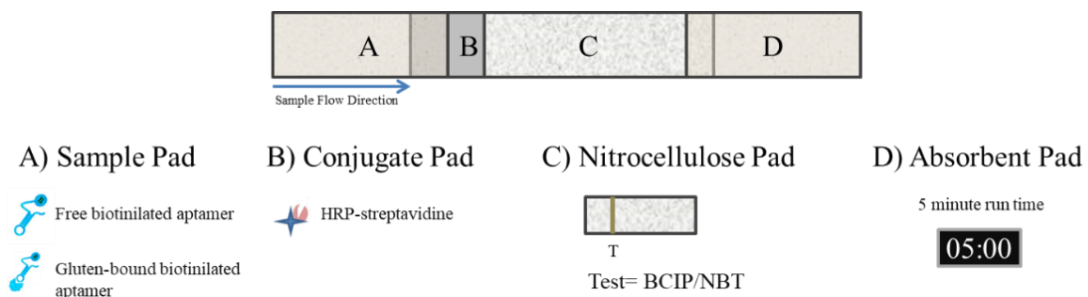 A
B
C
D
Sample Flow Direction
A) Sample Pad
B) Conjugate Pad
C) Nitrocellulose Pad
D) Absorbent Pad
Free biotinilated aptamer
HRP-streptavidine
5 minute run time
05:00
T
Gluten-bound biotinilated
aptamer
Test= BCIP/NBT